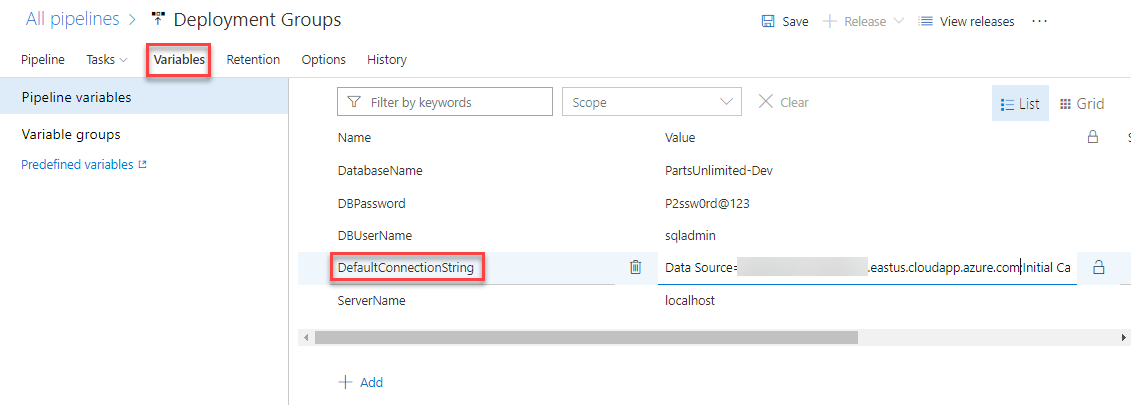 All pipelines > Deployment Groups
Save Release View releases ...
Pipeline Tasks Variables Retention Options History
Pipeline variables
Variable groups
Predefined variables
Filter by keywords Scope Clear List Grid
Name Value
DatabaseName PartsUnlimited-Dev
DBPassword P2ssw0rd@123
DBUserName sqladmin
DefaultConnectionString Data Source= .eastus.cloudapp.azure.com;Initial Ca
ServerName localhost
+ Add